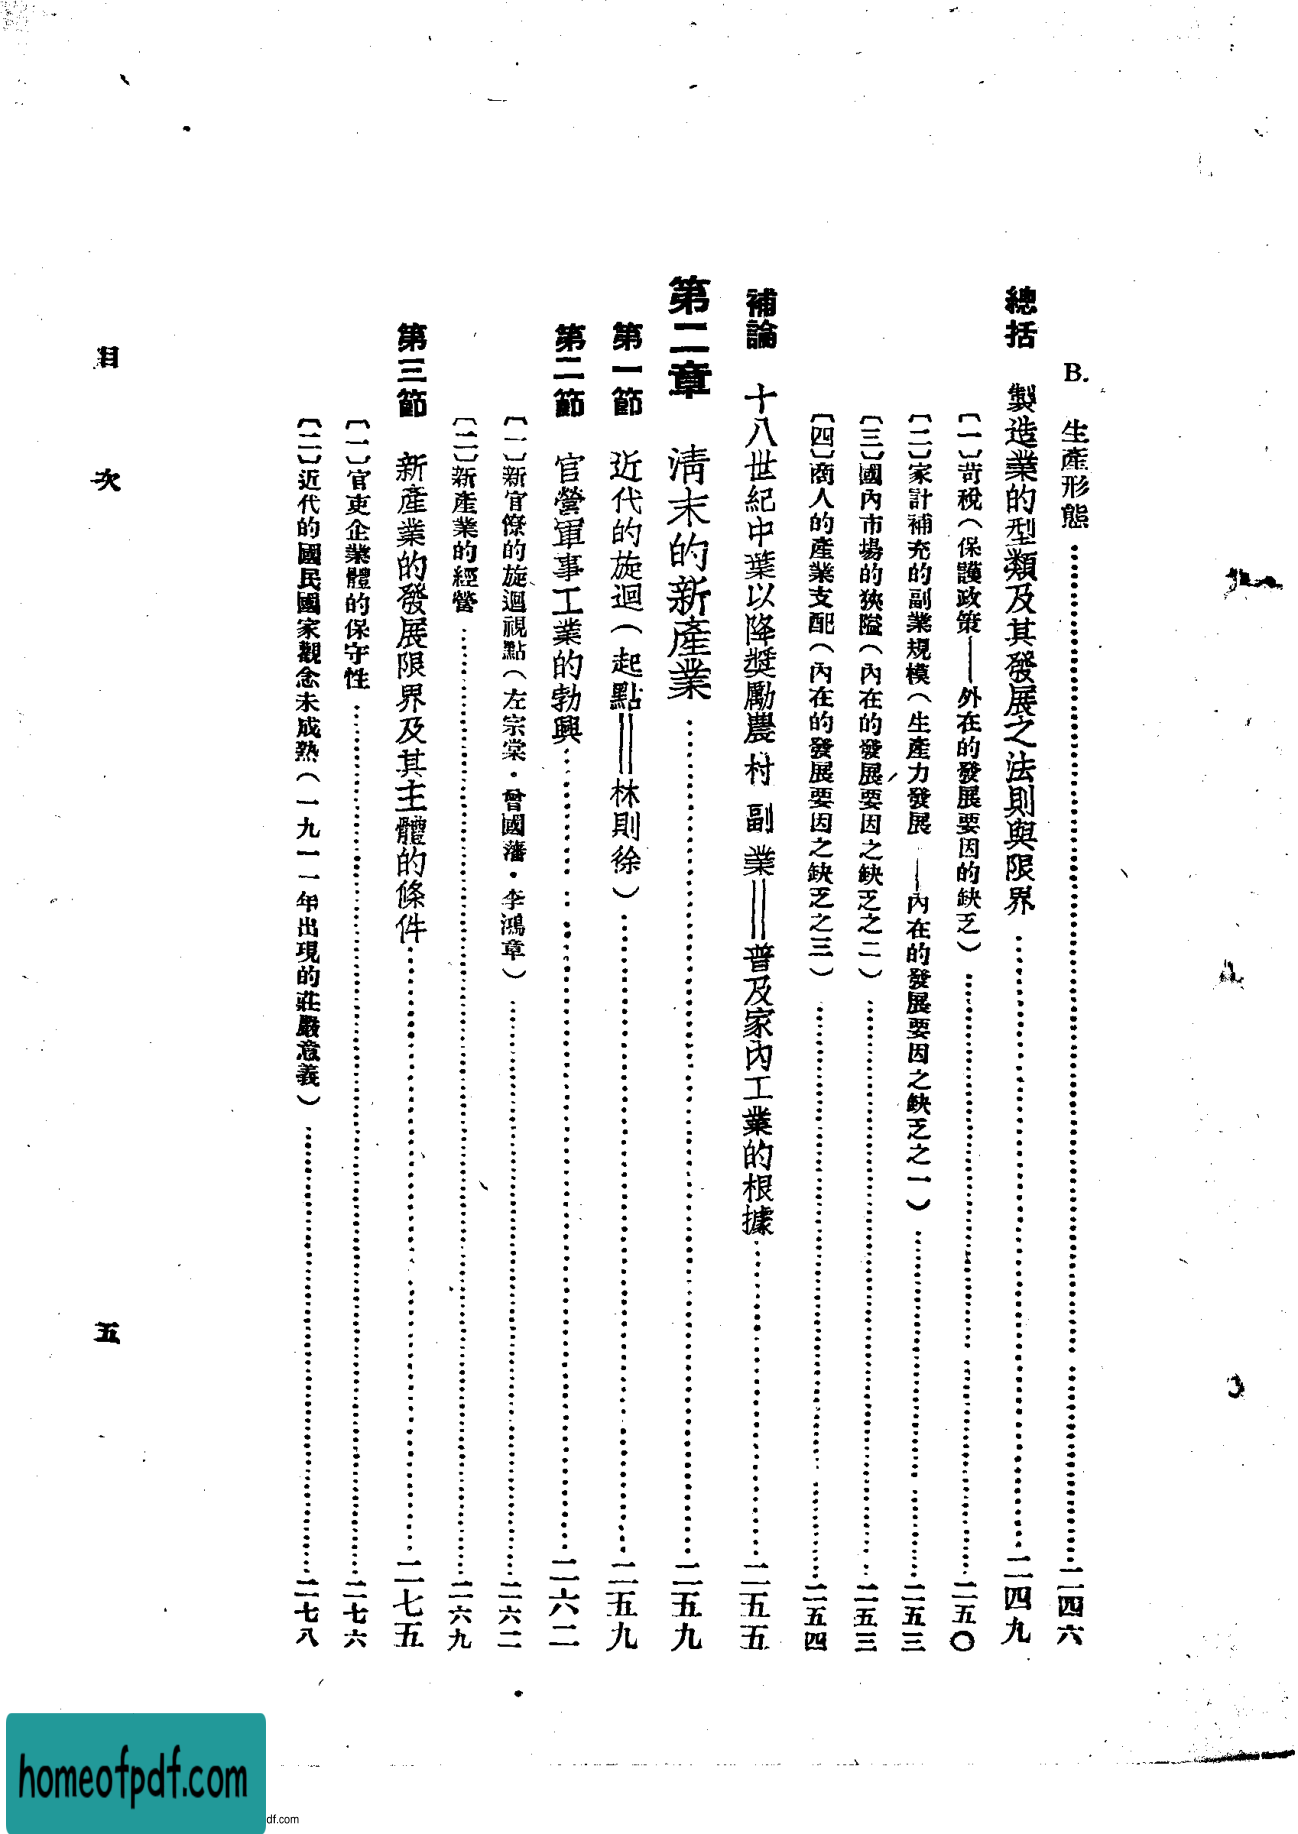 B. 生產形態……二四六
總括 製造業的型類及其發展之法則與限界……二四九
〔一〕苛稅（保護政策——外在的發展要因的缺乏）……二五〇
〔二〕家計補充的副業規模（生產力發展——內在的發展要因之缺乏之一）……二五三
〔三〕國內市場的狹隘（內在的發展要因之缺乏之二）……二五三
〔四〕商人的產業支配（內在的發展要因之缺乏之三）……二五四
補論 十八世紀中葉以降獎勵農村副業══普及家內工業的根據……二五五
第二章 清末的新產業……二五九
第一節 近代的旋迴（起點══林則徐）……二五九
第二節 官營軍事工業的勃興……二六二
〔一〕新官僚的旋迴視點（左宗棠·曾國藩·李鴻章）……二六二
〔二〕新產業的經營……二六九
第三節 新產業的發展限界及其主體的條件……二七五
〔一〕官吏企業體的保守性……二七六
〔二〕近代的國民國家觀念未成熟（一九一一年出現的莊嚴意義）……二七八
目次 五
homeofpdf.com
df.com